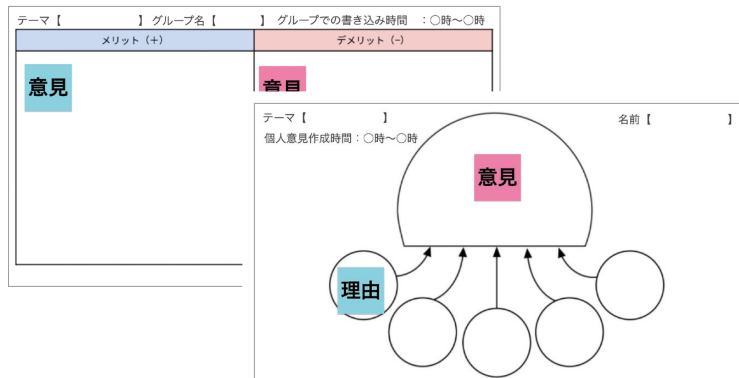 テーマ【　　　　　】グループ名【　　　】 グループでの書き込み時間　：○時～○時
メリット（+）
デメリット（-）
意見
意見
テーマ【　　　　　】
名前【　　　　　】
個人意見作成時間：○時～○時
意見
理由